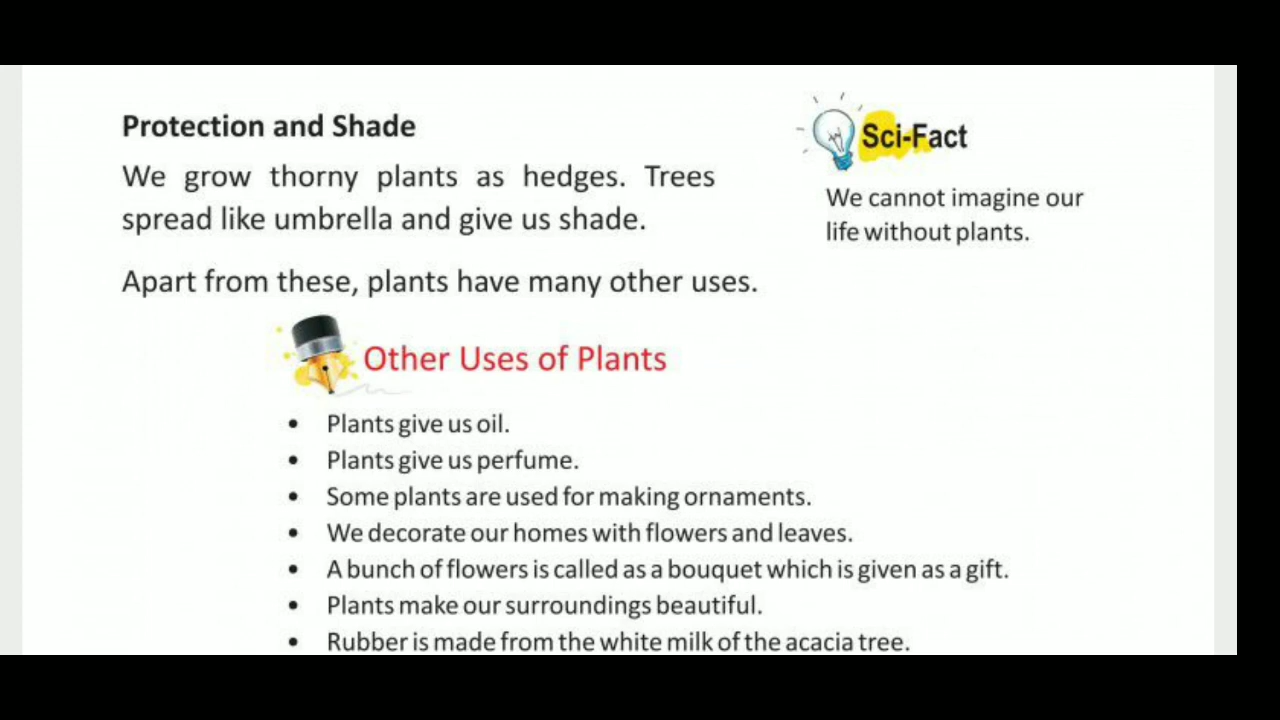 Protection and Shade
We grow thorny plants as hedges. Trees
spread like umbrella and give us shade.
Sci-Fact
We cannot imagine our
life without plants.
Apart from these, plants have many other uses.
Other Uses of Plants
• Plants give us oil.
• Plants give us perfume.
• Some plants are used for making ornaments.
• We decorate our homes with flowers and leaves.
• A bunch of flowers is called as a bouquet which is given as a gift.
• Plants make our surroundings beautiful.
• Rubber is made from the white milk of the acacia tree.